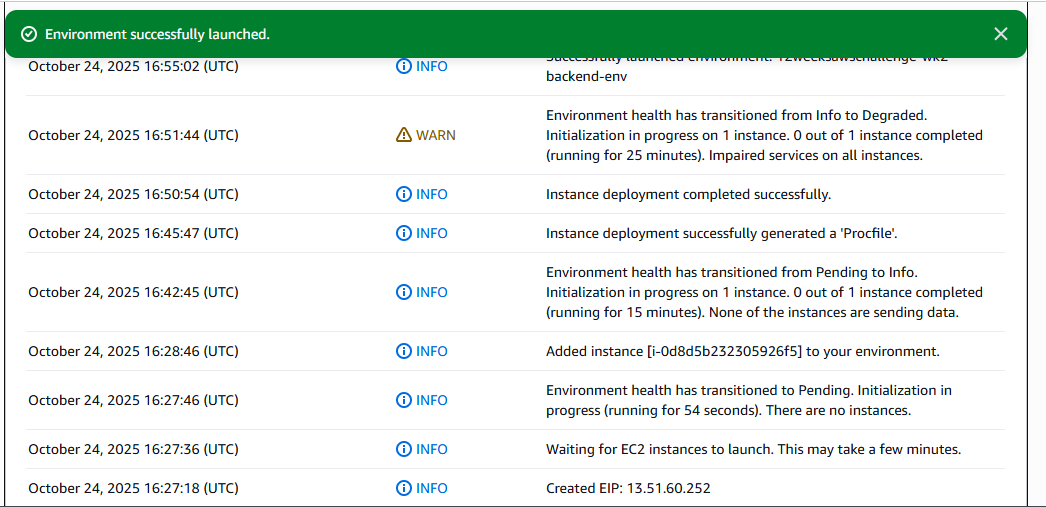 Environment successfully launched.
October 24, 2025 16:55:02 (UTC) INFO Successfully launched environment: 12weeksawschallenge-wk2-
backend-env
October 24, 2025 16:51:44 (UTC) WARN Environment health has transitioned from Info to Degraded.
Initialization in progress on 1 instance. 0 out of 1 instance completed
(running for 25 minutes). Impaired services on all instances.
October 24, 2025 16:50:54 (UTC) INFO Instance deployment completed successfully.
October 24, 2025 16:45:47 (UTC) INFO Instance deployment successfully generated a 'Procfile'.
October 24, 2025 16:42:45 (UTC) INFO Environment health has transitioned from Pending to Info.
Initialization in progress on 1 instance. 0 out of 1 instance completed
(running for 15 minutes). None of the instances are sending data.
October 24, 2025 16:28:46 (UTC) INFO Added instance [i-0d8d5b232305926f5] to your environment.
October 24, 2025 16:27:46 (UTC) INFO Environment health has transitioned to Pending. Initialization in
progress (running for 54 seconds). There are no instances.
October 24, 2025 16:27:36 (UTC) INFO Waiting for EC2 instances to launch. This may take a few minutes.
October 24, 2025 16:27:18 (UTC) INFO Created EIP: 13.51.60.252